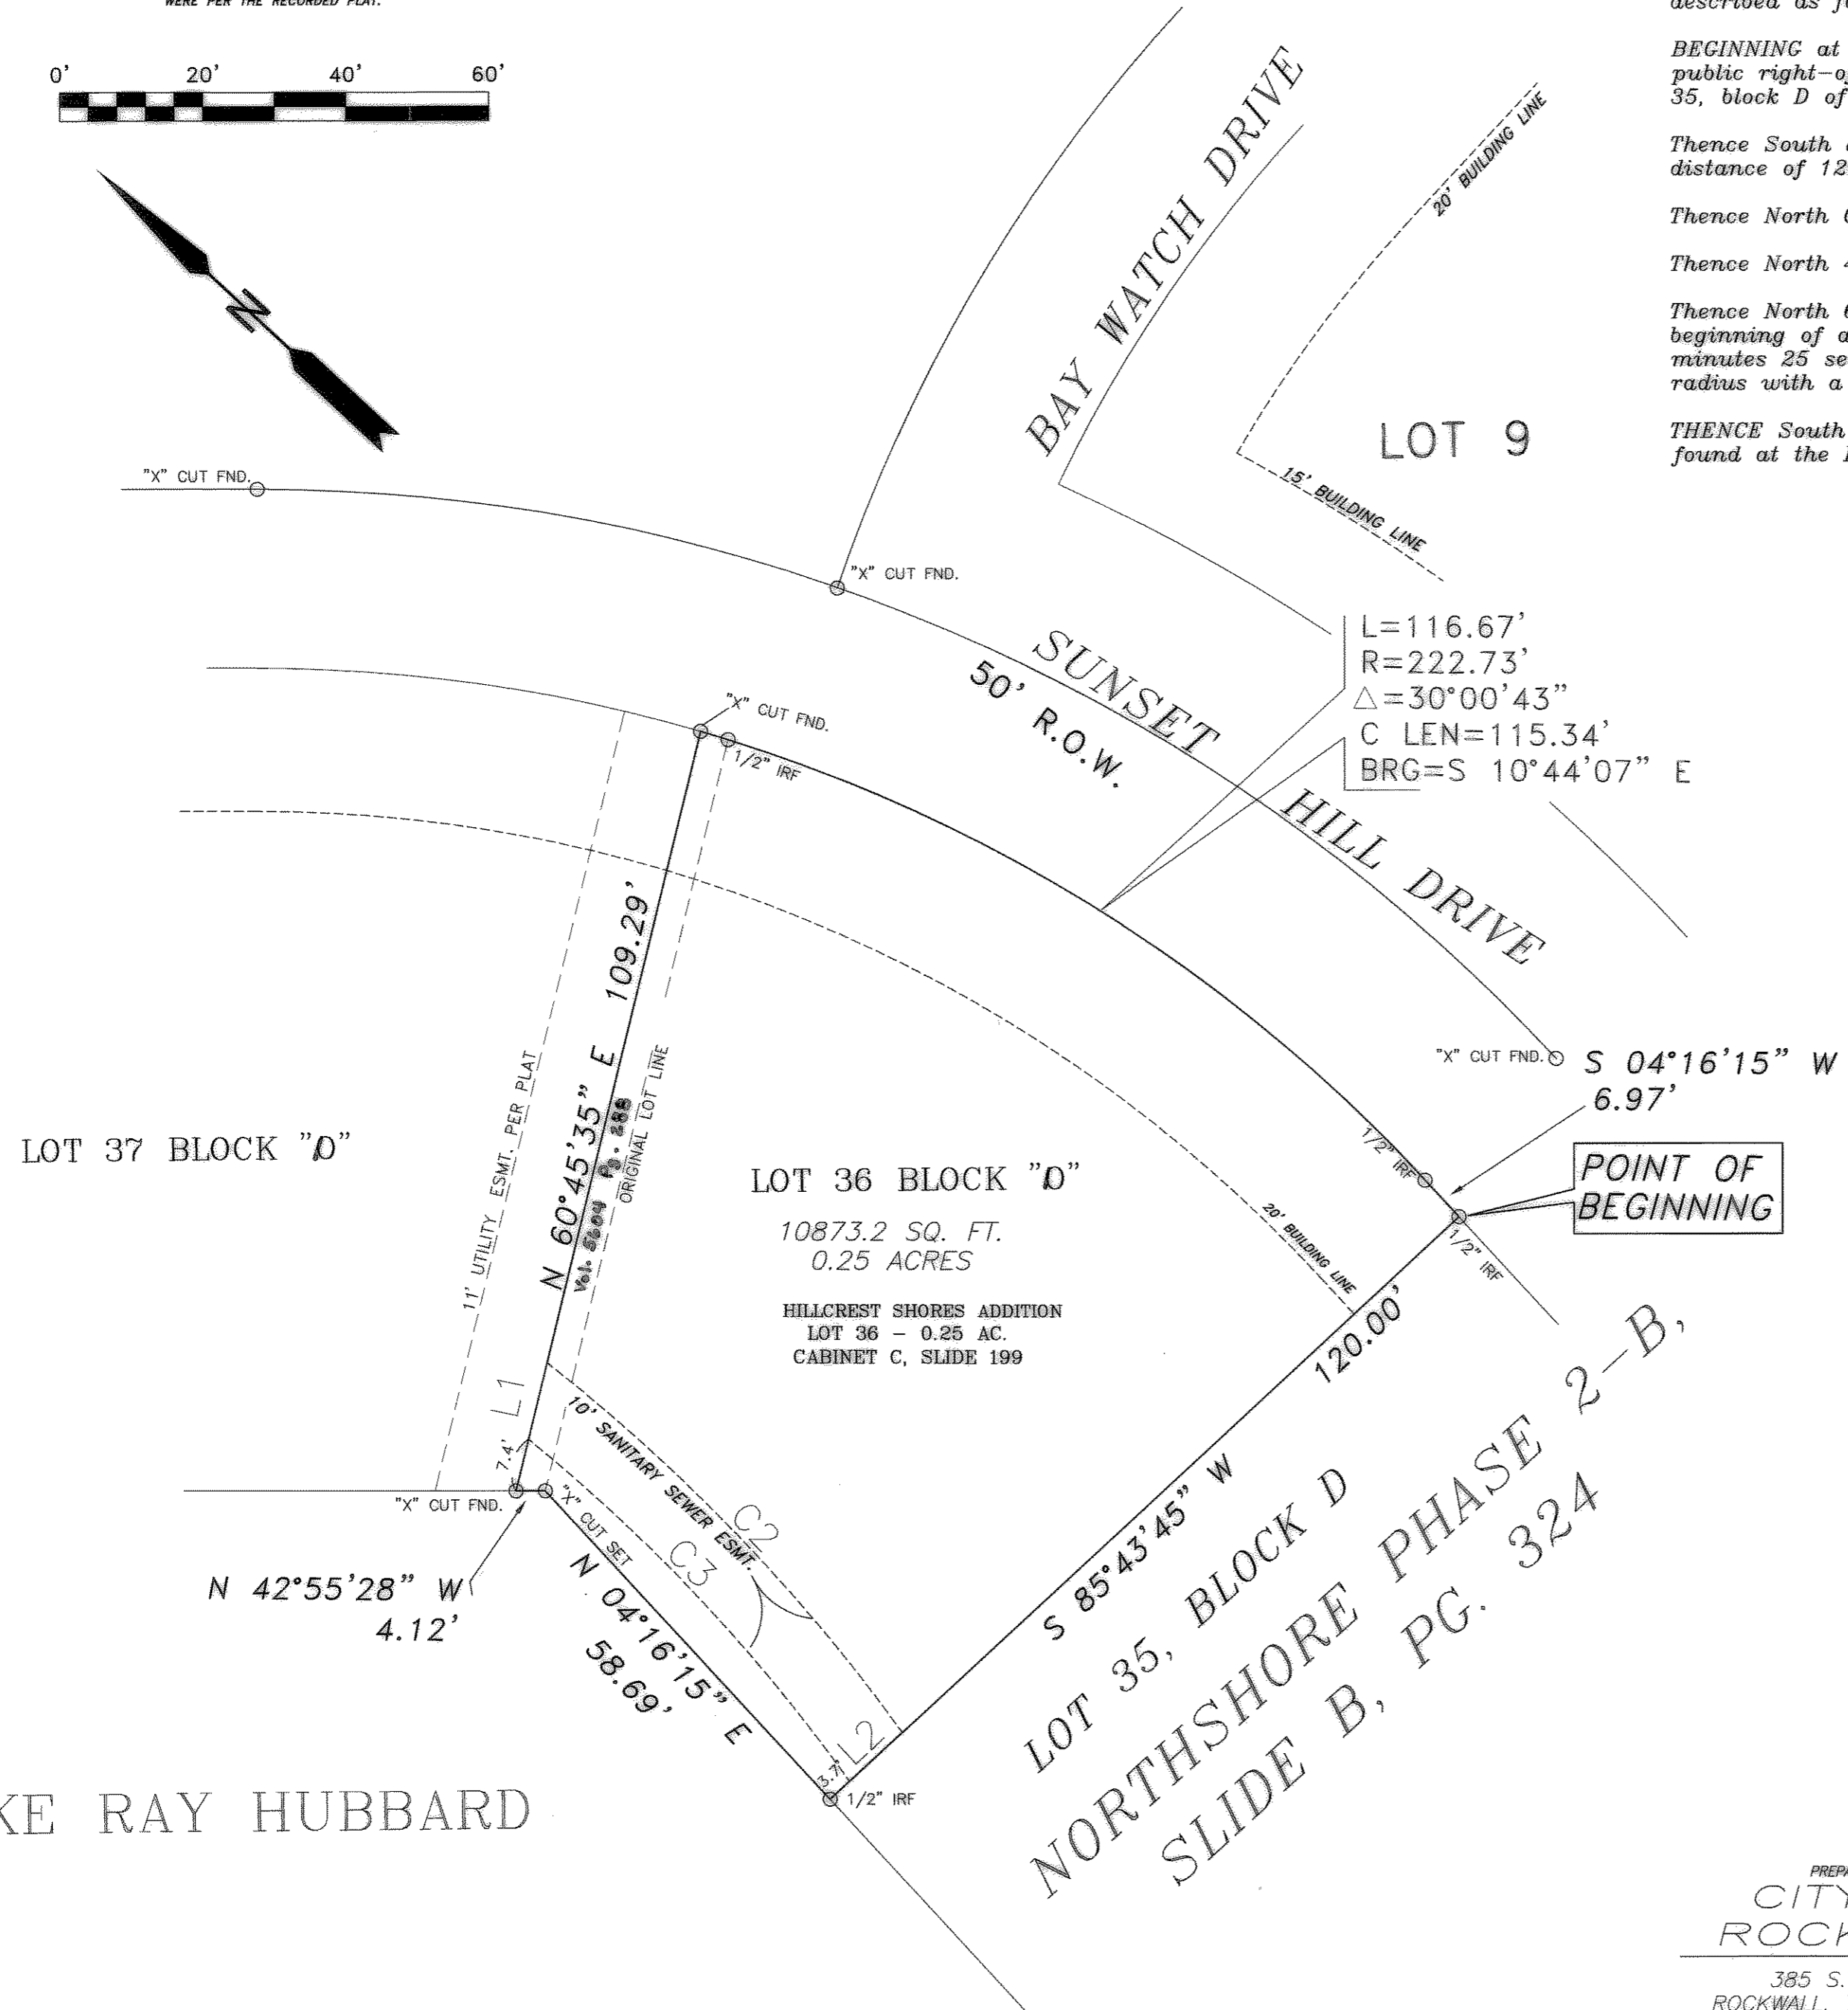 WERE PER THE RECORDED PLAT.
0' 20' 40' 60'
N
described as
BEGINNING at
public
35, block D of
Thence South
distance of
Thence North
Thence North
Thence North
beginning of
minutes 25
radius with a
THENCE South
found at the
BAY WATCH DRIVE
20' BUILDING LINE
LOT 9
15' BUILDING LINE
"X" CUT FND.
"X" CUT FND.
SUNSET HILL DRIVE
50' R.O.W.
L=116.67'
R=222.73'
△=30°00'43"
C LEN=115.34'
BRG=S 10°44'07" E
"X" CUT FND.
1/2" IRF
N 60°45'35" E 109.29'
Vol. 5604 Pg. 288
ORIGINAL LOT LINE
11' UTILITY ESMT. PER PLAT
LOT 37 BLOCK "D"
LOT 36 BLOCK "D"
10873.2 SQ. FT.
0.25 ACRES
HILLCREST SHORES ADDITION
LOT 36 – 0.25 AC.
CABINET C, SLIDE 199
"X" CUT FND.
S 04°16'15" W
6.97'
1/2" IRF
POINT OF
BEGINNING
1/2" IRF
20' BUILDING LINE
120.00'
S 85°43'45" W
L1
7.4'
"X" CUT FND.
"X" CUT SET
10' SANITARY SEWER ESMT.
C2
C3
N 42°55'28" W
4.12'
N 04°16'15" E
58.69'
L2
3.7'
1/2" IRF
LOT 35, BLOCK D
NORTHSHORE PHASE 2-B,
SLIDE B, PG. 324
RAY HUBBARD
385 S.
ROCKWALL,